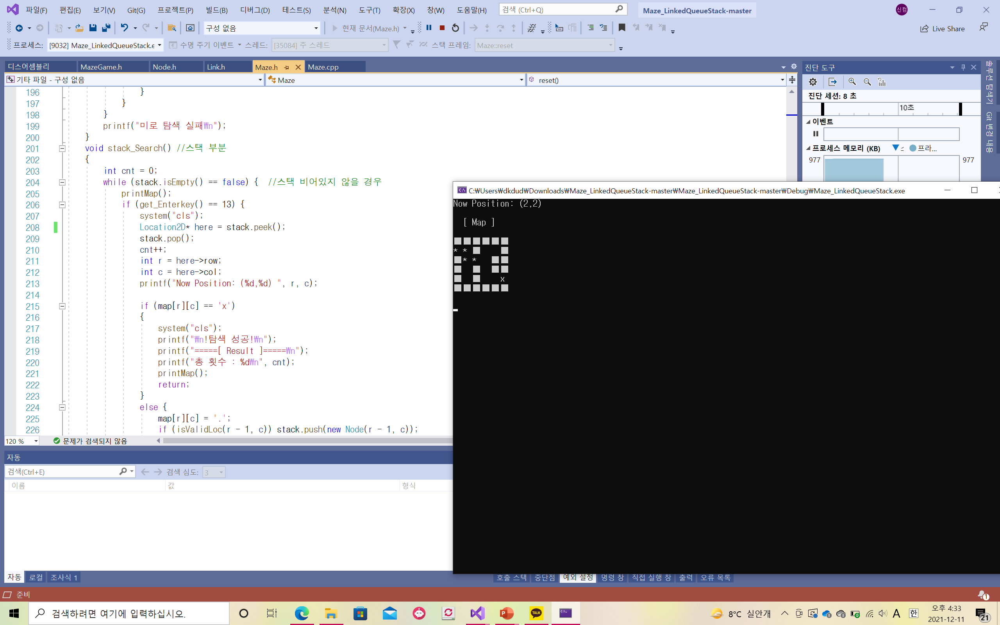 파일(F) 편집(E) 보기(V) Git(G) 프로젝트(P) 빌드(B) 디버그(D) 테스트(S) 분석(N) 도구(T) 확장(X) 창(W) 도움말(H) 검색 (Ctrl+Q) Maze_LinkedQueueStack-master 신컴
구성 없음 현재 문서(Maze.h) Live Share
프로세스: [9032] Maze_LinkedQueueStack.e 수명 주기 이벤트 스레드: [35084] 주 스레드 스택 프레임: Maze::reset
디스어셈블리 MazeGame.h Node.h Link.h Maze.h Maze.cpp
기타 파일 - 구성 없음 Maze reset()
196 }
197 }
198 }
199 printf("미로 탐색 실패₩n");
200 }
201 void stack_Search() //스택 부분
202 {
203 int cnt = 0;
204 while (stack.isEmpty() == false) { //스택 비어있지 않을 경우
205 printMap();
206 if (get_Enterkey() == 13) {
207 system("cls");
208 Location2D* here = stack.peek();
209 stack.pop();
210 cnt++;
211 int r = here->row;
212 int c = here->col;
213 printf("Now Position: (%d,%d) ", r, c);
214
215 if (map[r][c] == 'x')
216 {
217 system("cls");
218 printf("₩n!탐색 성공!₩n");
219 printf("=====[ Result ]=====₩n");
220 printf("총 횟수 : %d₩n", cnt);
221 printMap();
222 return;
223 }
224 else {
225 map[r][c] = '.';
226 if (isValidLoc(r - 1, c)) stack.push(new Node(r - 1, c));
120 % 문제가 검색되지 않음
진단 도구
진단 세션: 8 초
10초
이벤트
프로세스 메모리 (KB) 프라...
977 977
솔루션 탐색기
Git 변경 내용
C:₩Users₩dkdud₩Downloads₩Maze_LinkedQueueStack-master₩Maze_LinkedQueueStack-master₩Debug₩Maze_LinkedQueueStack.exe
Now Position: (2,2)
[ Map ]
■■■■■■
* * ■ ■
■* * ■■
■ ■ ■■
■ ■ x
■■■■■■
자동
검색(Ctrl+E) 검색 심도: 3
이름 값 형식
자동 로컬 조사식 1
호출 스택 중단점 예외 설정 명령 창 직접 실행 창 출력 오류 목록
준비 1
검색하려면 여기에 입력하십시오. TALK 8°C 실안개 A 한 오후 4:33
2021-12-11 21